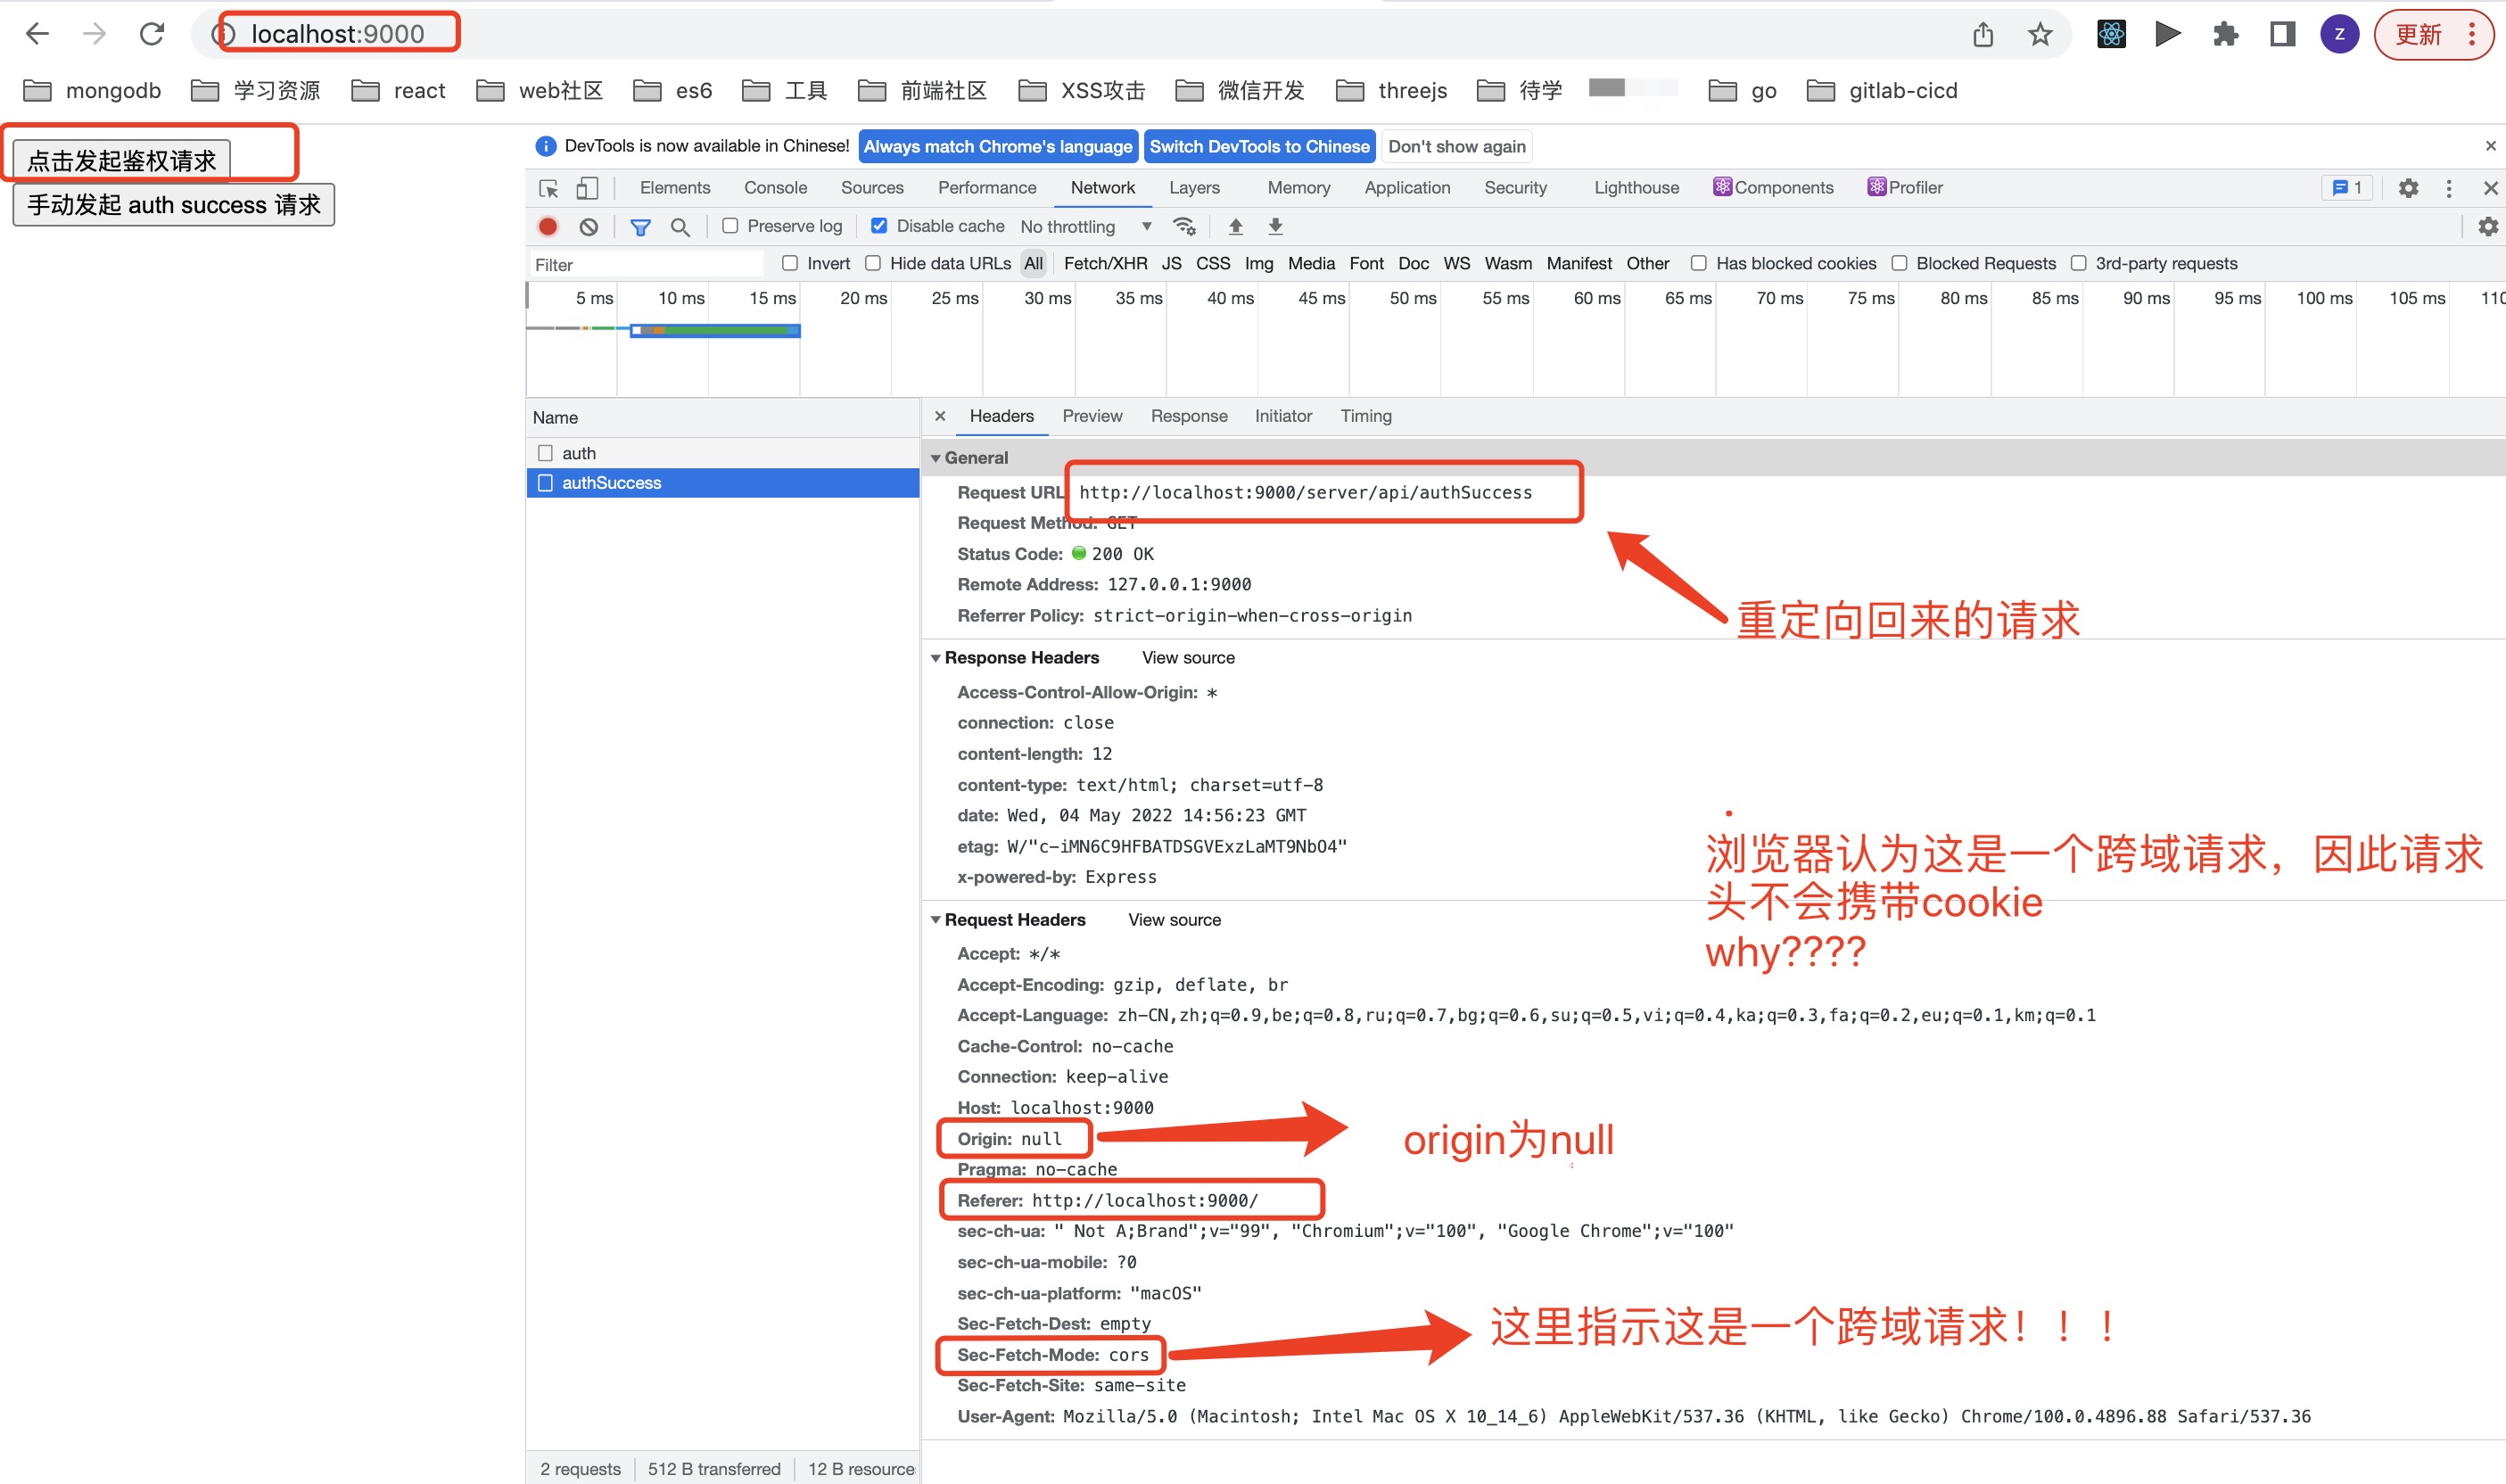 localhost:9000
更新
Z
mongodb 学习资源 react web社区 es6 工具 前端社区 XSS攻击 微信开发 threejs 待学 go gitlab-cicd
点击发起鉴权请求
手动发起 auth success 请求
DevTools is now available in Chinese! Always match Chrome's language Switch DevTools to Chinese Don't show again
Elements Console Sources Performance Network Layers Memory Application Security Lighthouse Components Profiler 1
Preserve log Disable cache No throttling
Filter Invert Hide data URLs All Fetch/XHR JS CSS Img Media Font Doc WS Wasm Manifest Other Has blocked cookies Blocked Requests 3rd-party requests
5 ms 10 ms 15 ms 20 ms 25 ms 30 ms 35 ms 40 ms 45 ms 50 ms 55 ms 60 ms 65 ms 70 ms 75 ms 80 ms 85 ms 90 ms 95 ms 100 ms 105 ms 110
Name
auth
authSuccess
Headers Preview Response Initiator Timing
General
Request URL: http://localhost:9000/server/api/authSuccess
Request Method: GET
Status Code: 200 OK
Remote Address: 127.0.0.1:9000
Referrer Policy: strict-origin-when-cross-origin
重定向回来的请求
Response Headers View source
Access-Control-Allow-Origin: *
connection: close
content-length: 12
content-type: text/html; charset=utf-8
date: Wed, 04 May 2022 14:56:23 GMT
etag: W/"c-iMN6C9HFBATDSGVExzLaMT9NbO4"
x-powered-by: Express
浏览器认为这是一个跨域请求，因此请求
头不会携带cookie
why????
Request Headers View source
Accept: */*
Accept-Encoding: gzip, deflate, br
Accept-Language: zh-CN,zh;q=0.9,be;q=0.8,ru;q=0.7,bg;q=0.6,su;q=0.5,vi;q=0.4,ka;q=0.3,fa;q=0.2,eu;q=0.1,km;q=0.1
Cache-Control: no-cache
Connection: keep-alive
Host: localhost:9000
Origin: null
origin为null
Pragma: no-cache
Referer: http://localhost:9000/
sec-ch-ua: " Not A;Brand";v="99", "Chromium";v="100", "Google Chrome";v="100"
sec-ch-ua-mobile: ?0
sec-ch-ua-platform: "macOS"
Sec-Fetch-Dest: empty
Sec-Fetch-Mode: cors
这里指示这是一个跨域请求！！！
Sec-Fetch-Site: same-site
User-Agent: Mozilla/5.0 (Macintosh; Intel Mac OS X 10_14_6) AppleWebKit/537.36 (KHTML, like Gecko) Chrome/100.0.4896.88 Safari/537.36
2 requests 512 B transferred 12 B resource